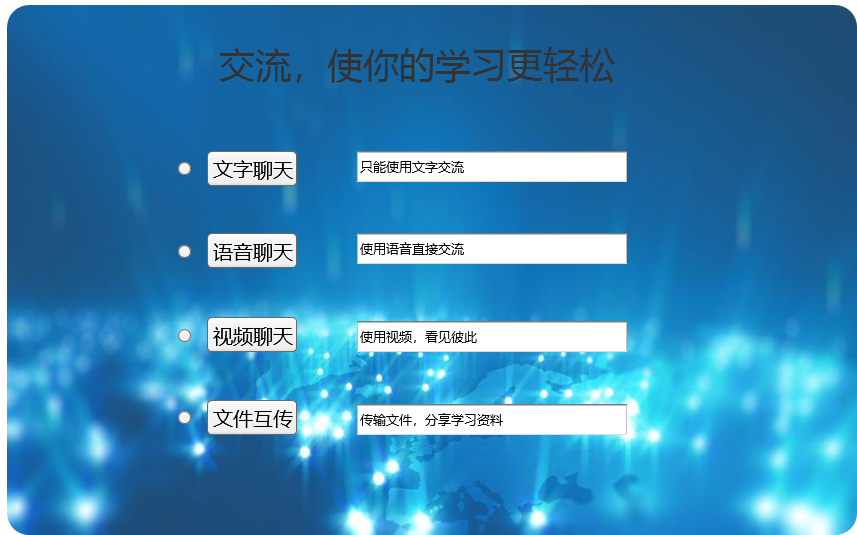 交流，使你的学习更轻松
文字聊天 只能使用文字交流
语音聊天 使用语音直接交流
视频聊天 使用视频，看见彼此
文件互传 传输文件，分享学习资料